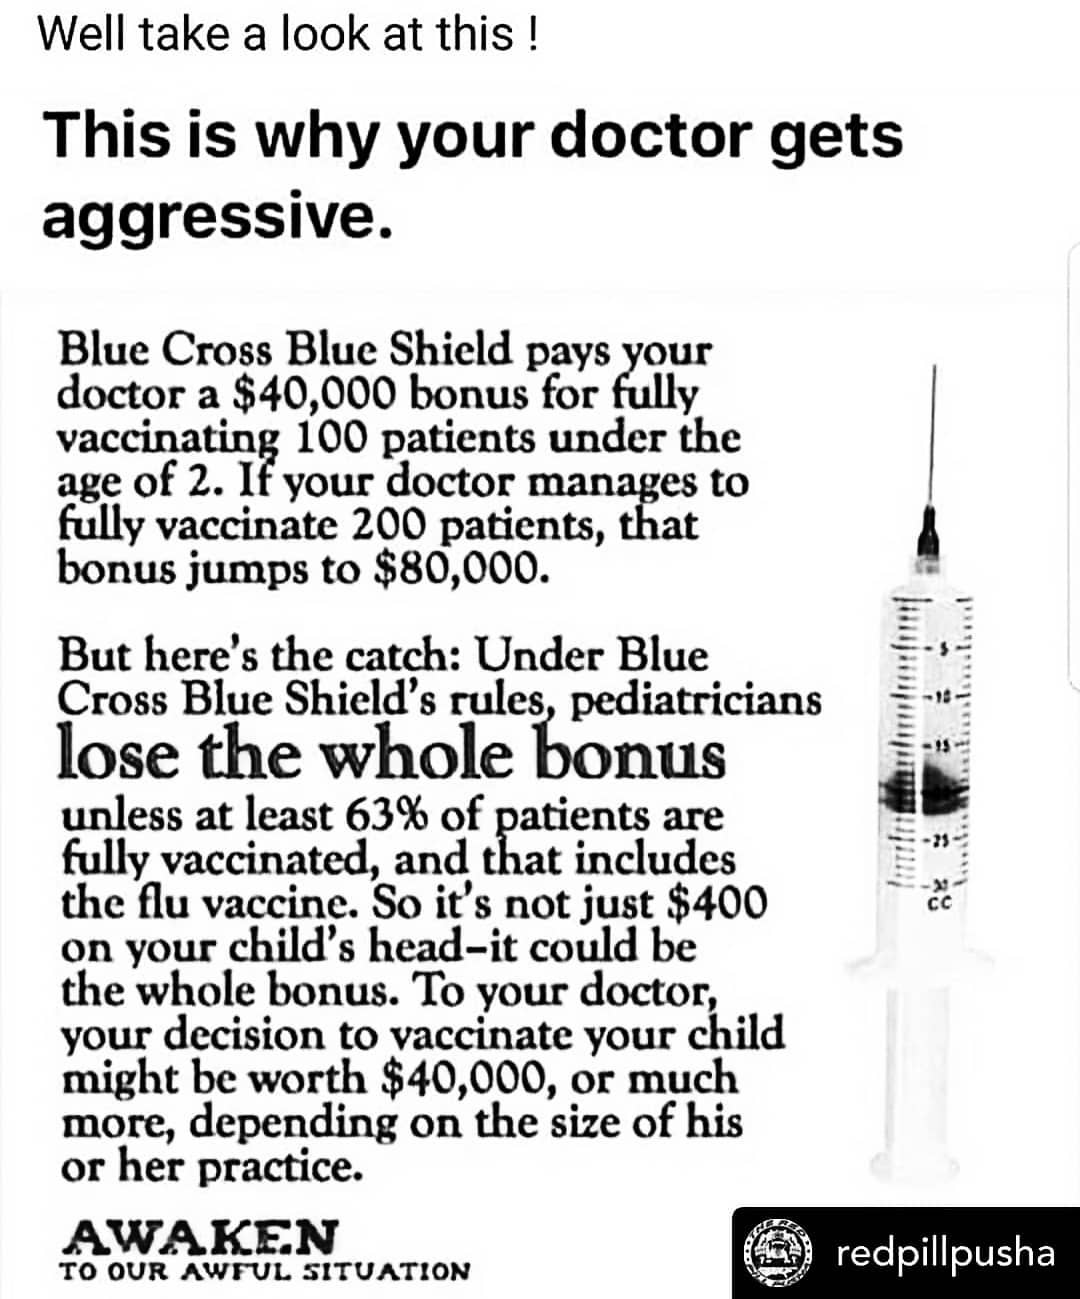 Well take a look at this !
This is why your doctor gets
aggressive.
Blue Cross Blue Shield pays your
doctor a $40,000 bonus for fully
vaccinating 100 patients under the
age of 2. If your doctor manages to
fully vaccinate 200 patients, that
bonus jumps to $80,000.
But here's the catch: Under Blue
Cross Blue Shield's rules, pediatricians
lose the whole bonus
unless at least 63% of patients are
fully vaccinated, and that includes
the flu vaccine. So it's not just $400
on your child's head–it could be
the whole bonus. To your doctor,
your decision to vaccinate your child
might be worth $40,000, or much
more, depending on the size of his
or her practice.
AWAKEN
TO OUR AWFUL SITUATION
5
10
15
25
30
CC
redpillpusha